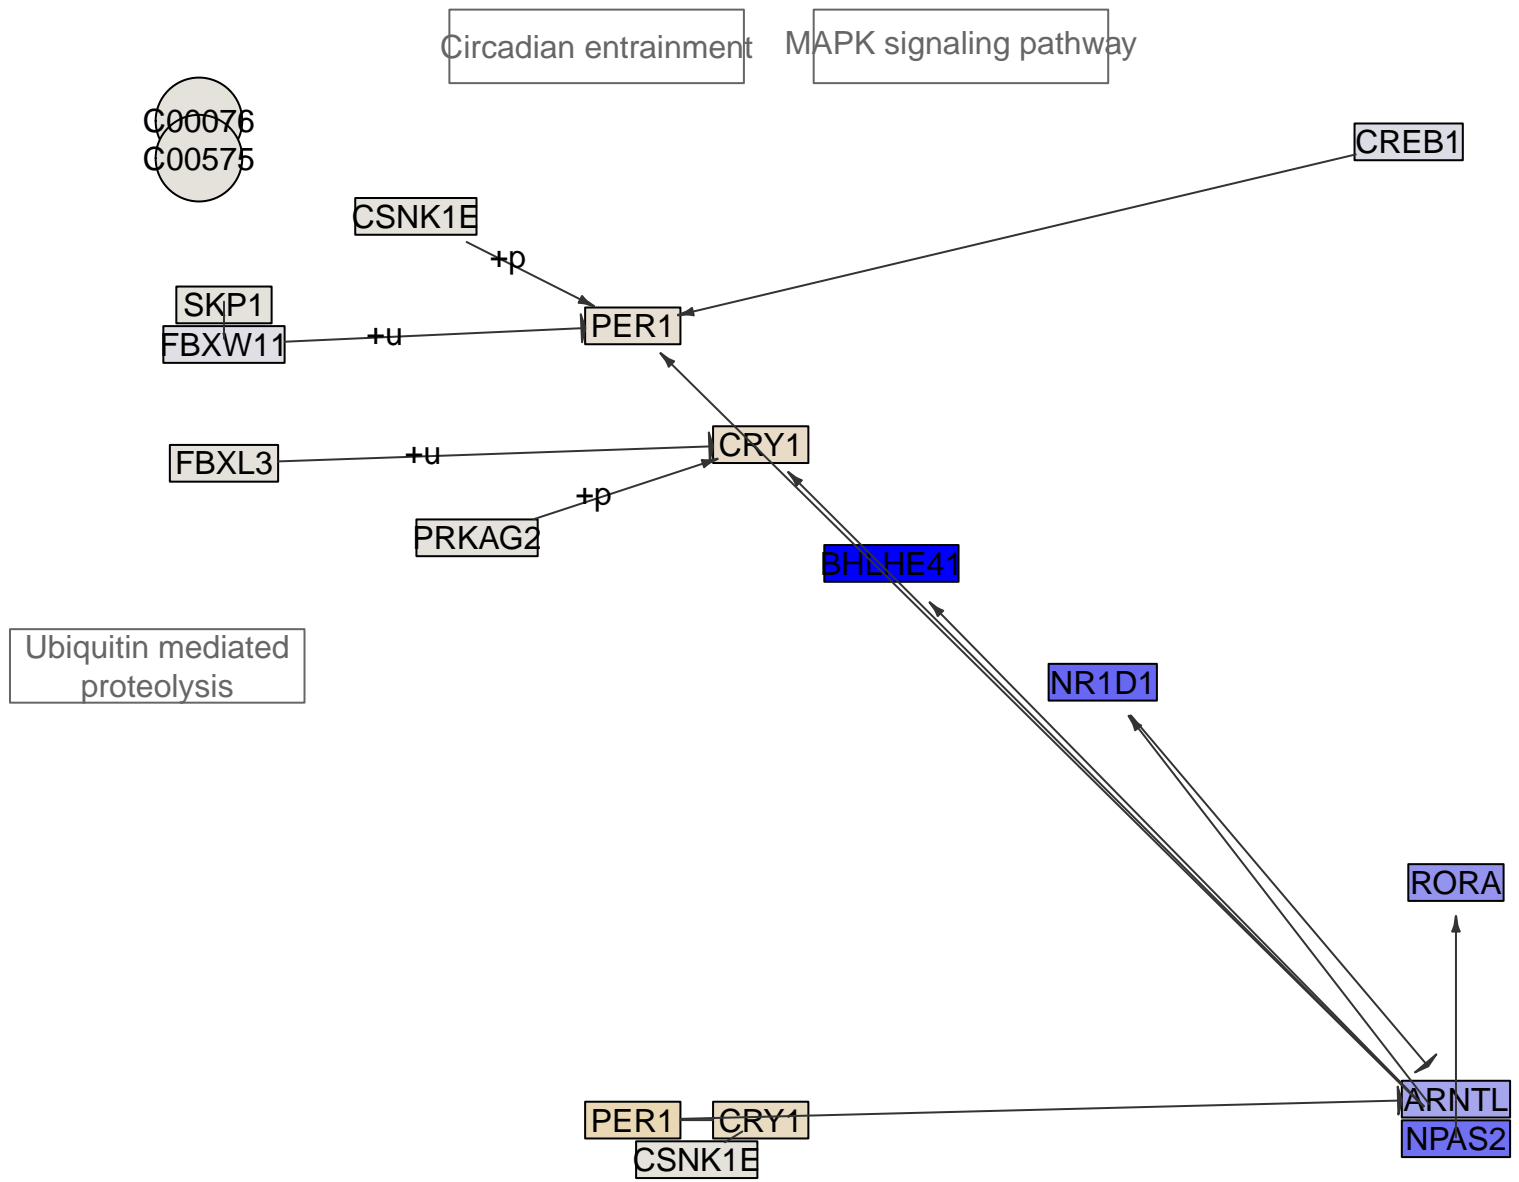 Circadian entrainment
MAPK signaling pathway
C00076
C00575
CREB1
CSNK1E
+p
SKP1
FBXW11
+u
PER1
FBXL3
+u
CRY1
+p
PRKAG2
BHLHE41
Ubiquitin mediated
proteolysis
NR1D1
RORA
ARNTL
NPAS2
PER1
CRY1
CSNK1E